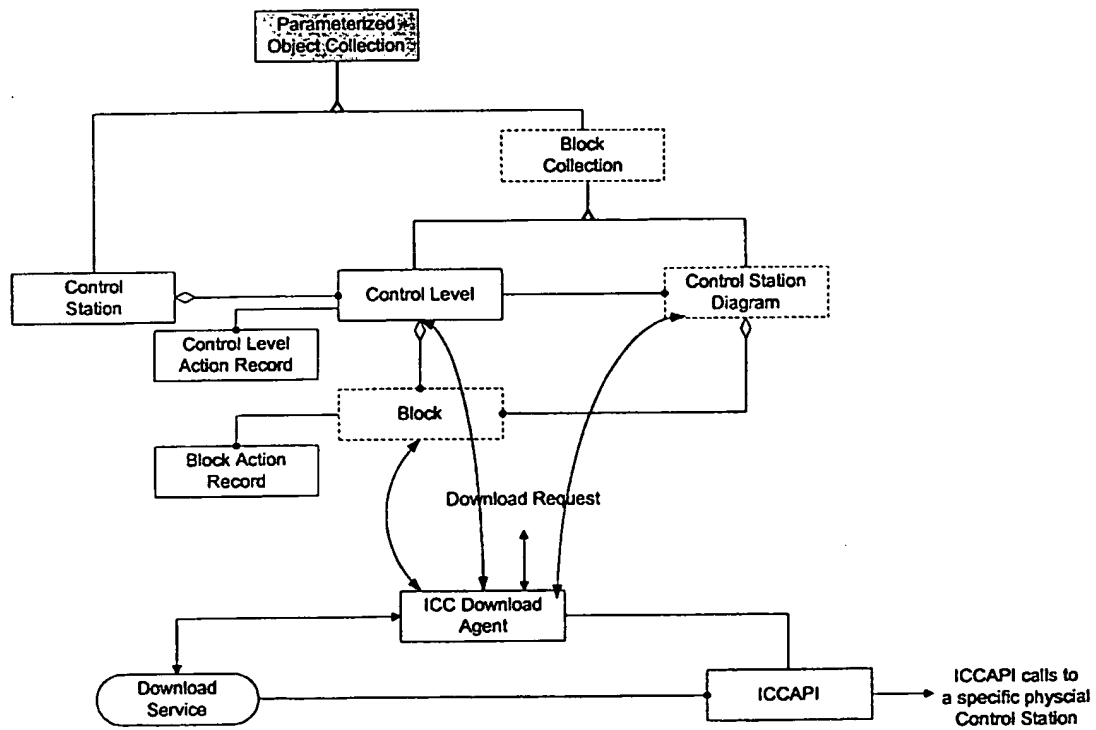 Parameterized
Object Collection
Block
Collection
Control
Station
Control Level
Control Station
Diagram
Control Level
Action Record
Block
Block Action
Record
Download Request
ICC Download
Agent
Download
Service
ICCAPI
ICCAPI calls to
a specific physcial
Control Station